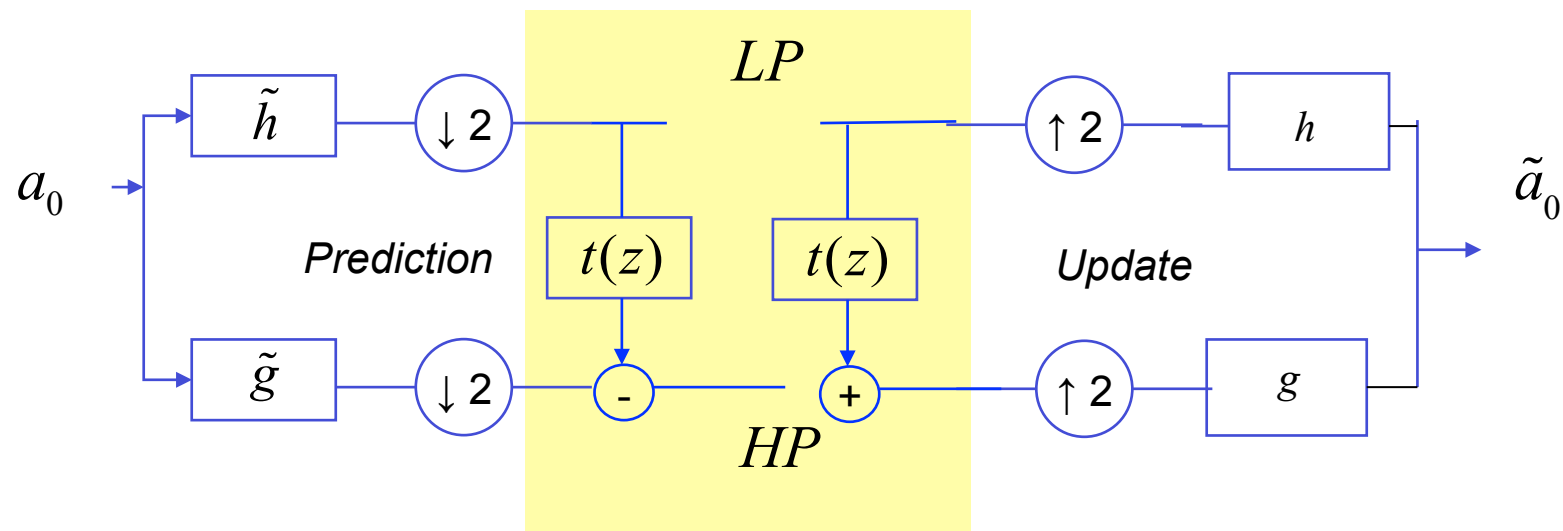 LP
h̃
↓ 2
↑ 2
h
a₀
ã₀
Prediction
t(z)
t(z)
Update
g̃
↓ 2
-
+
↑ 2
g
HP